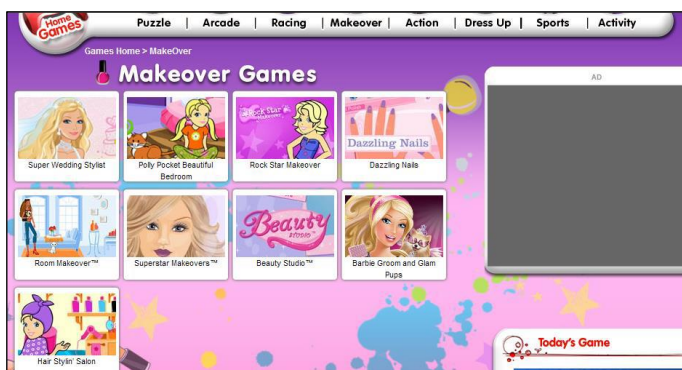 Home
Games
Puzzle | Arcade | Racing | Makeover | Action | Dress Up | Sports | Activity
Games Home > MakeOver
Makeover Games
AD
Rock Star
Makeover
Dazzling Nails
Super Wedding Stylist
Polly Pocket Beautiful
Bedroom
Rock Star Makeover
Dazzling Nails
Beauty
STUDIO™
Room Makeover™
Superstar Makeovers™
Beauty Studio™
Barbie Groom and Glam
Pups
Hair Stylin' Salon
Today's Game